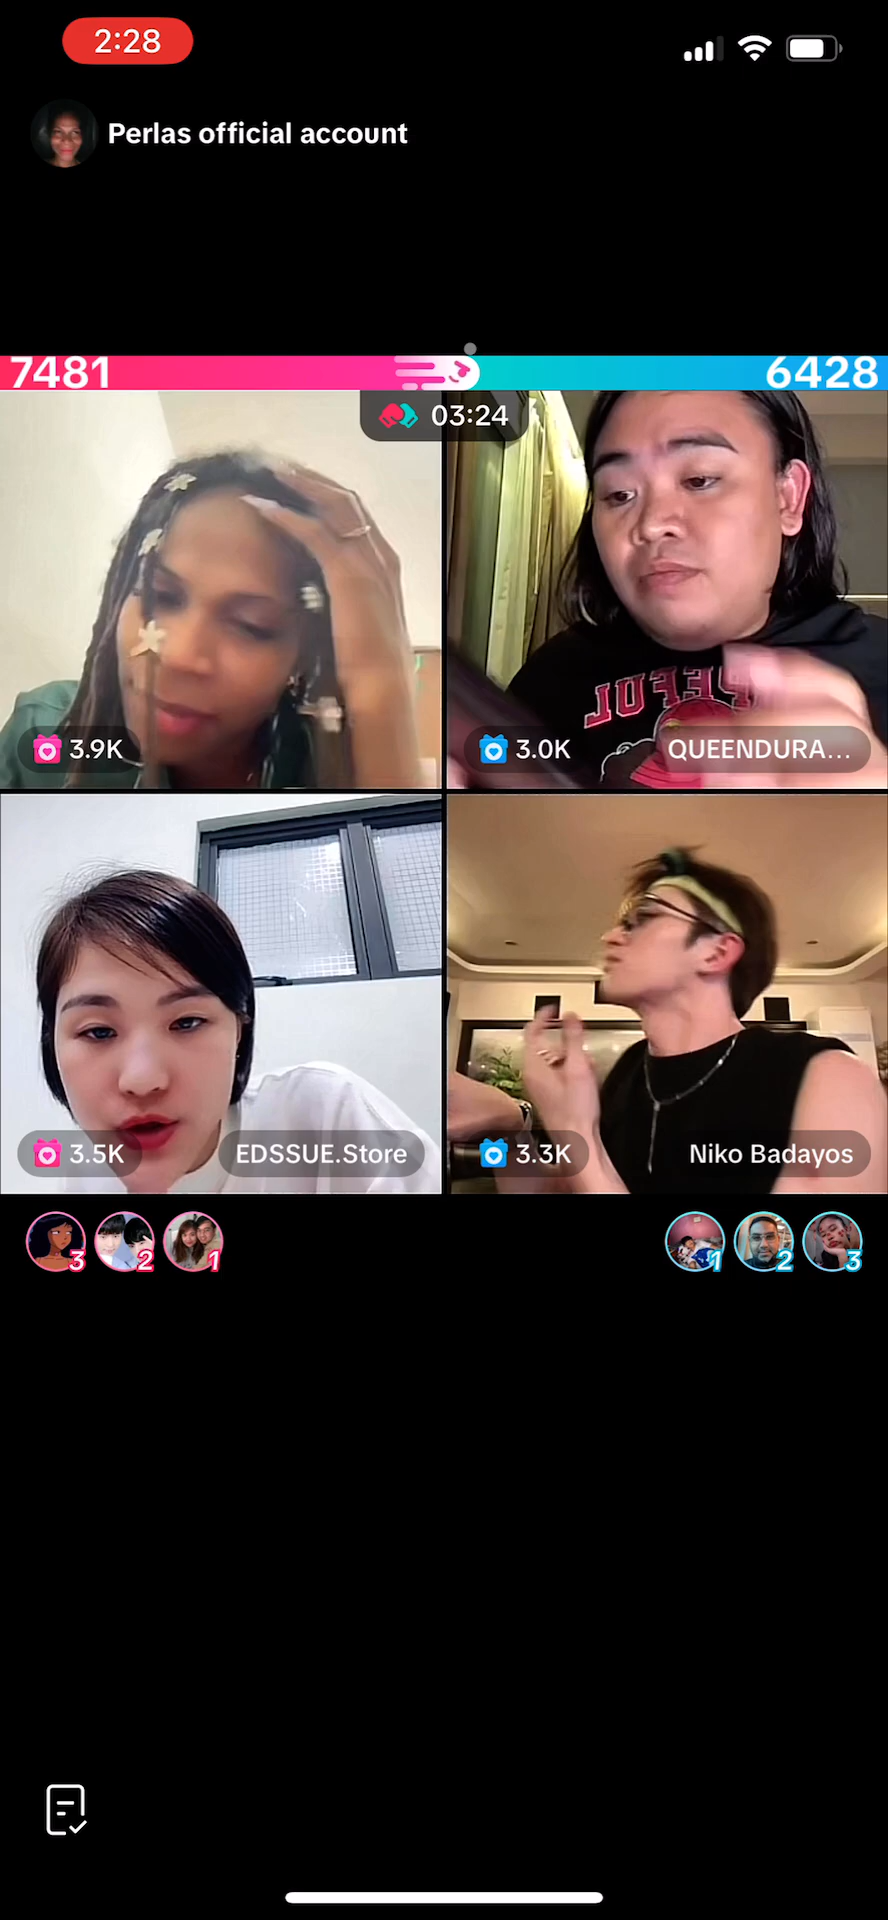 2:28
Perlas official account
7481
6428
03:24
3.9K
3.0K
QUEENDURA...
3.5K
EDSSUE.Store
3.3K
Niko Badayos
3
2
1
1
2
3